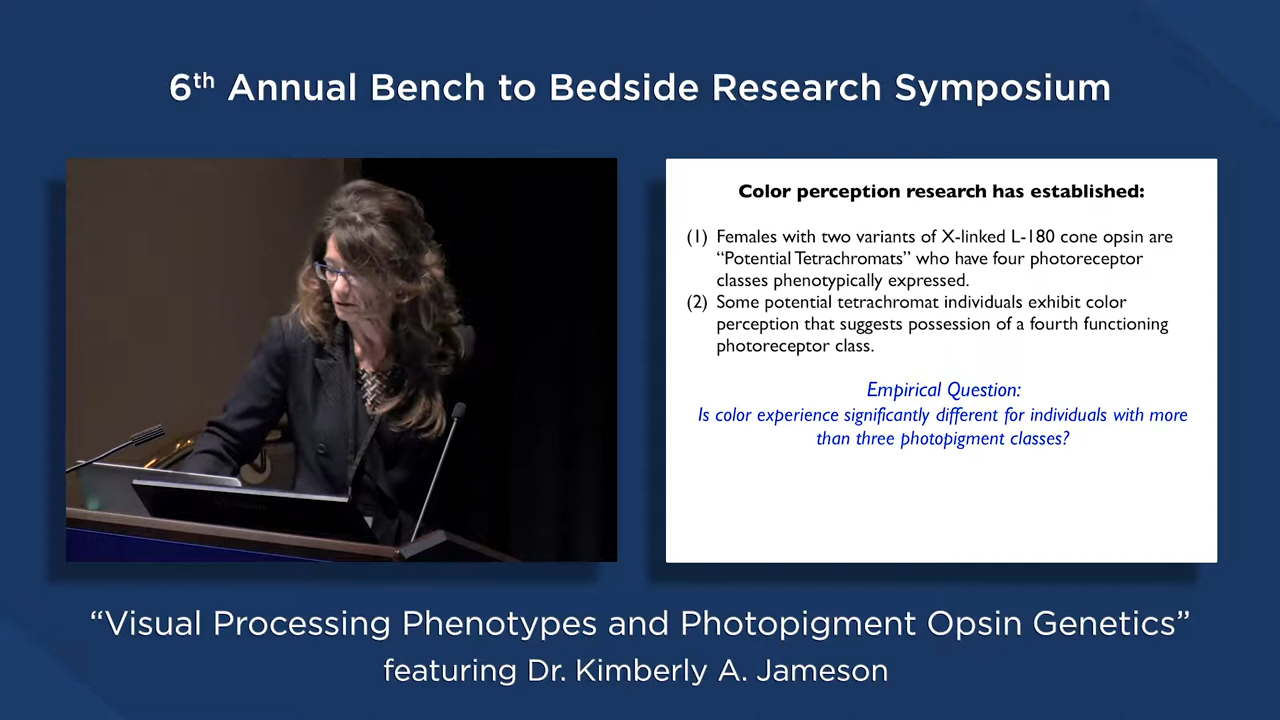 6th Annual Bench to Bedside Research Symposium
Color perception research has established:
(1) Females with two variants of X-linked L-180 cone opsin are
“Potential Tetrachromats” who have four photoreceptor
classes phenotypically expressed.
(2) Some potential tetrachromat individuals exhibit color
perception that suggests possession of a fourth functioning
photoreceptor class.
Empirical Question:
Is color experience significantly different for individuals with more
than three photopigment classes?
“Visual Processing Phenotypes and Photopigment Opsin Genetics”
featuring Dr. Kimberly A. Jameson